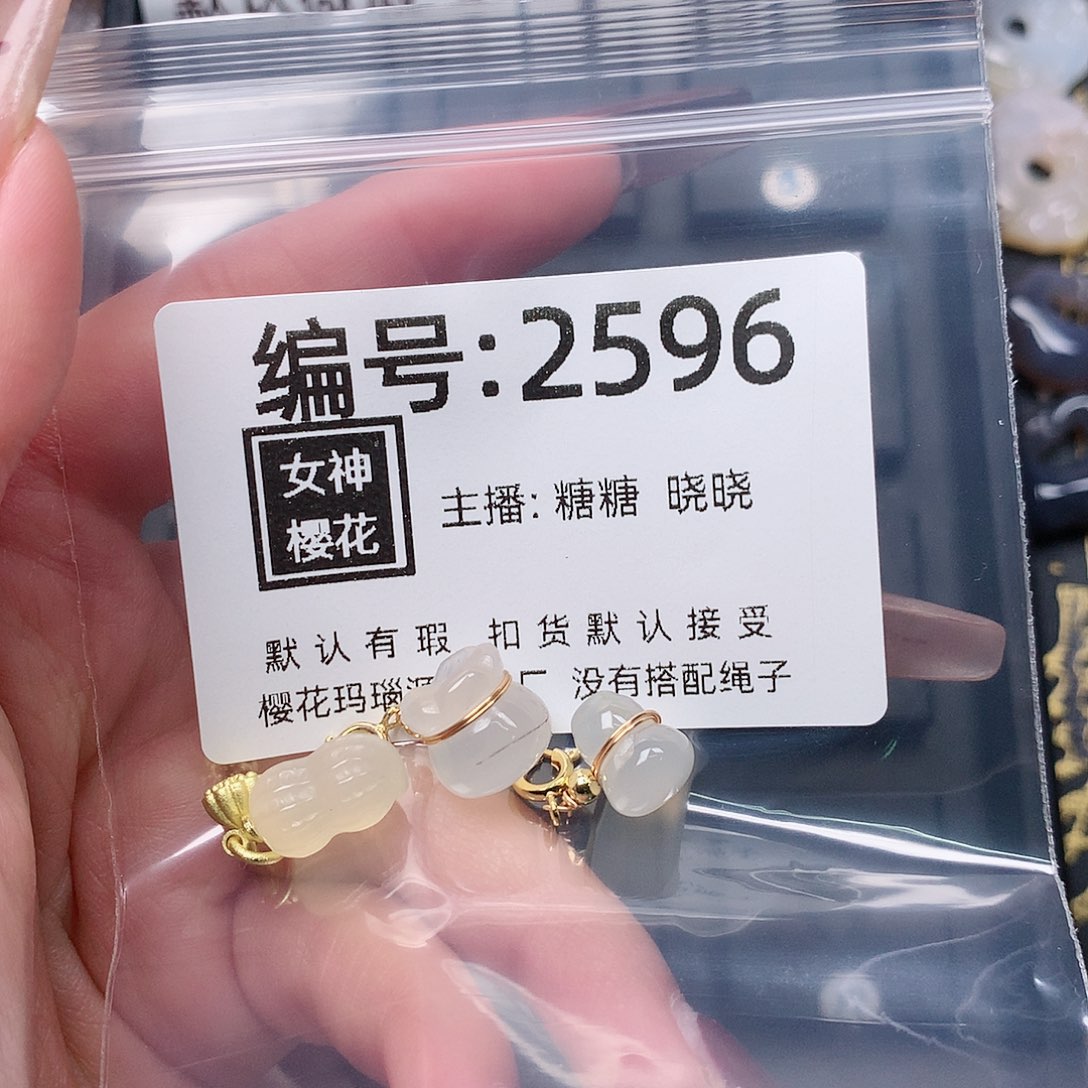 编号:2596
女神
樱花
主播: 糖糖 晓晓
默认有瑕 扣货默认接受
樱花玛瑙源 厂 没有搭配绳子